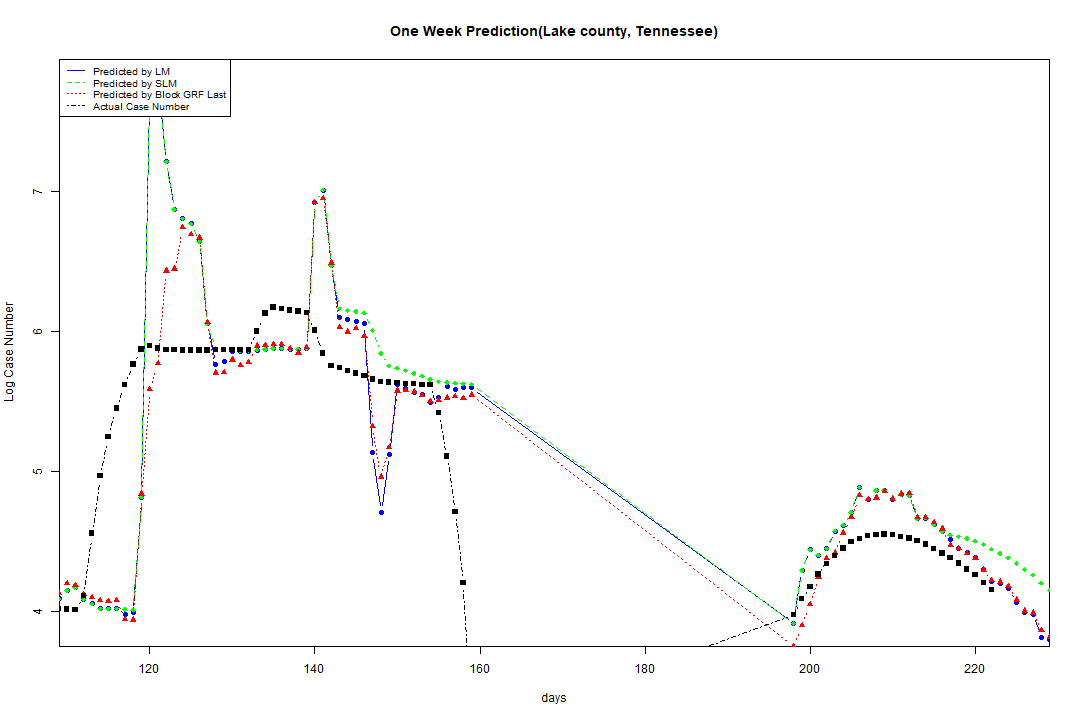 One Week Prediction(Lake county, Tennessee)
Predicted by LM
Predicted by SLM
Predicted by Block GRF Last
Actual Case Number
7
6
5
4
Log Case Number
120 140 160 180 200 220
days